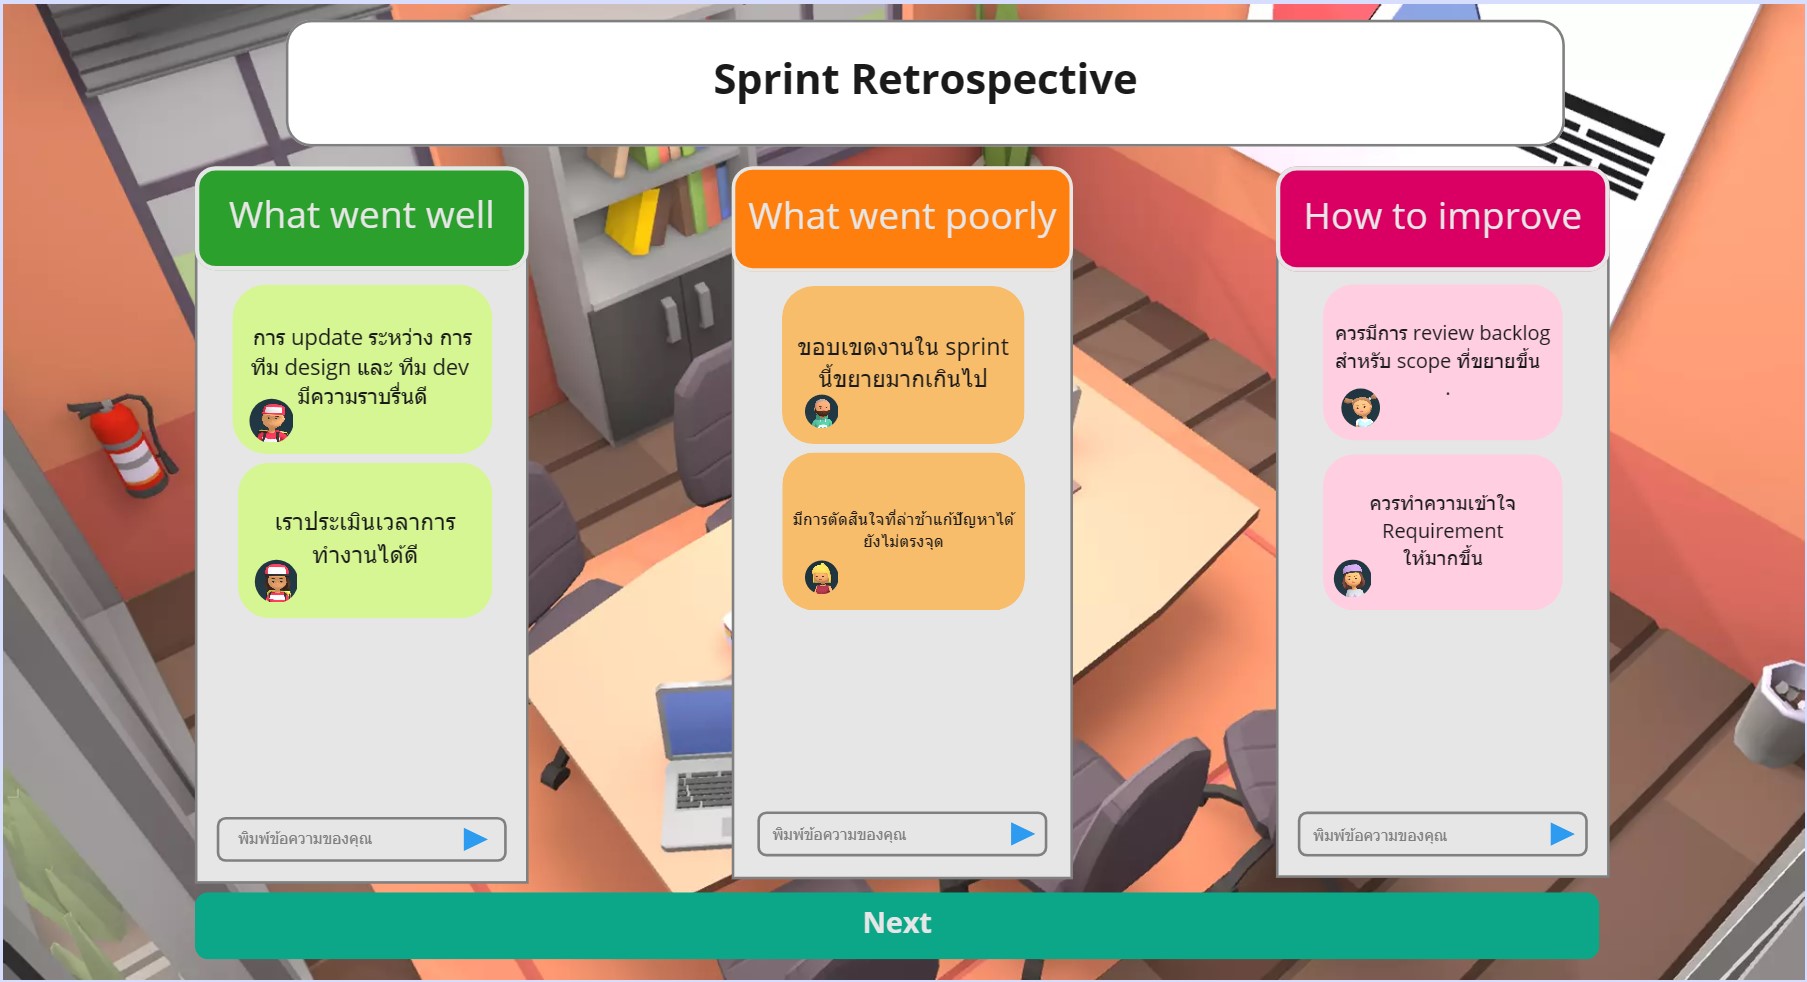 Sprint Retrospective
What went well
การ update ระหว่าง การ
ทีม design และ ทีม dev
มีความราบรื่นดี
เราประเมินเวลาการ
ทำงานได้ดี
พิมพ์ข้อความของคุณ
What went poorly
ขอบเขตงานใน sprint
นี้ขยายมากเกินไป
มีการตัดสินใจที่ล่าช้าแก้ปัญหาได้
ยังไม่ตรงจุด
พิมพ์ข้อความของคุณ
How to improve
ควรมีการ review backlog
สำหรับ scope ที่ขยายขึ้น
.
ควรทำความเข้าใจ
Requirement
ให้มากขึ้น
พิมพ์ข้อความของคุณ
Next